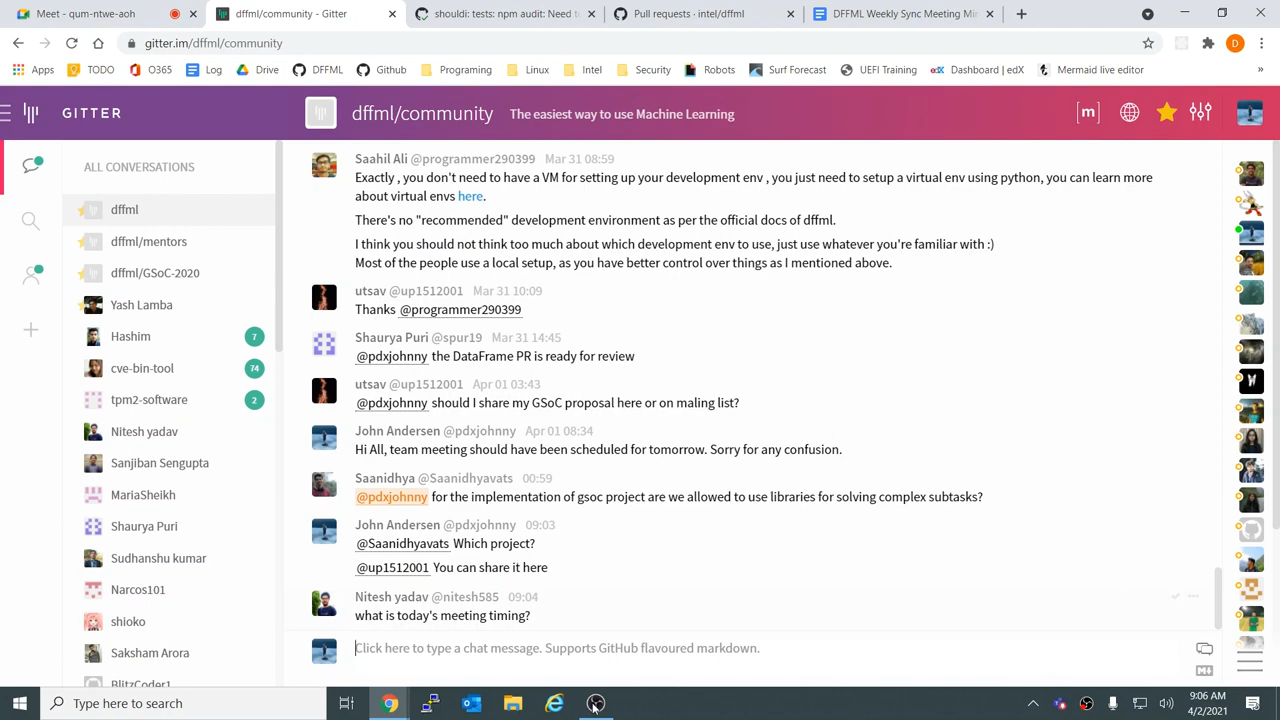 dffml: Automated Need t
Pull requests · intel/dffml
DFFML Weekly Sync Meeting Min
gitter.im/dffml/community
D
Apps TODO O365 Log Drive DFFML Github Programing Linux Intel Security Robots Surf Forecast UEFI Training Dashboard | edX Mermaid live editor »
GITTER
dffml/community The easiest way to use Machine Learning
[m]
ALL CONVERSATIONS
dffml
dffml/mentors
dffml/GSoC-2020
Yash Lamba
Hashim 7
cve-bin-tool 74
tpm2-software 2
Nitesh yadav
Sanjiban Sengupta
MariaSheikh
Shaurya Puri
Sudhanshu kumar
Narcos101
shioko
Saksham Arora
BlitzCoder1
Saahil Ali @programmer290399 Mar 31 08:59
Exactly , you don't need to have a VM for setting up your development env , you just need to setup a virtual env using python, you can learn more
about virtual envs here.
There's no "recommended" development environment as per the official docs of dffml.
I think you should not think too much about which development env to use, just use whatever you're familiar with :)
Most of the people use a local setup, as you have better control over things as I mentioned above.
utsav @up1512001 Mar 31 10:0
Thanks @programmer290399
Shaurya Puri @spur19 Mar 31 14:45
@pdxjohnny the DataFrame PR is ready for review
utsav @up1512001 Apr 01 03:43
@pdxjohnny should I share my GSoC proposal here or on maling list?
John Andersen @pdxjohnny Apr 01 08:34
Hi All, team meeting should have been scheduled for tomorrow. Sorry for any confusion.
Saanidhya @Saanidhyavats 00:59
@pdxjohnny for the implementation of gsoc project are we allowed to use libraries for solving complex subtasks?
John Andersen @pdxjohnny 09:03
@Saanidhyavats Which project?
@up1512001 You can share it here
Nitesh yadav @nitesh585 09:04
what is today's meeting timing?
Click here to type a chat message. Supports GitHub flavoured markdown.
Type here to search
9:06 AM
4/2/2021